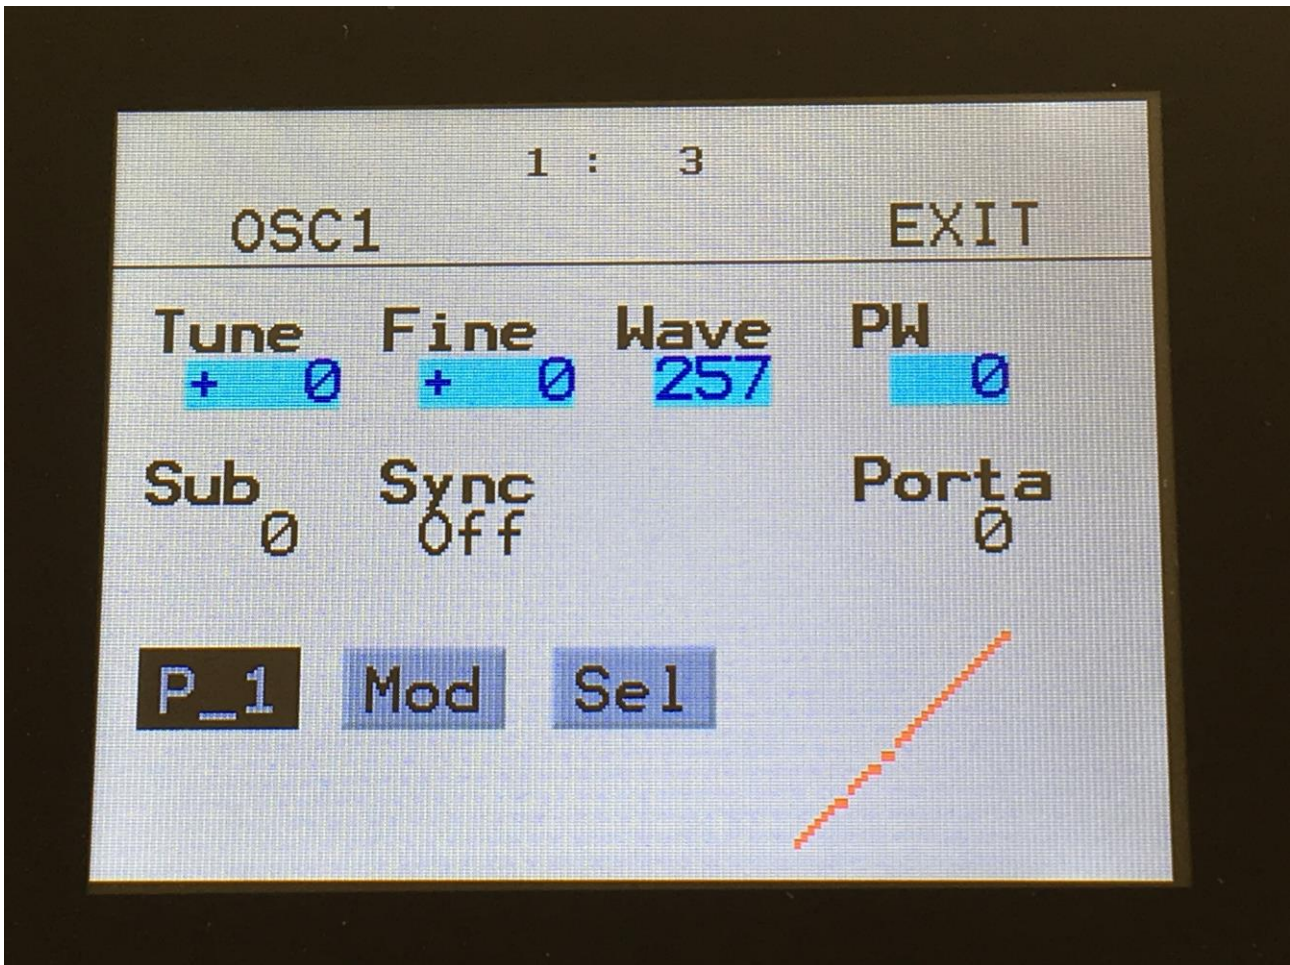 1 : 3
OSC1 EXIT
Tune Fine Wave PW
+ 0 + 0 257 0
Sub Sync Porta
0 Off 0
P_1 Mod Sel